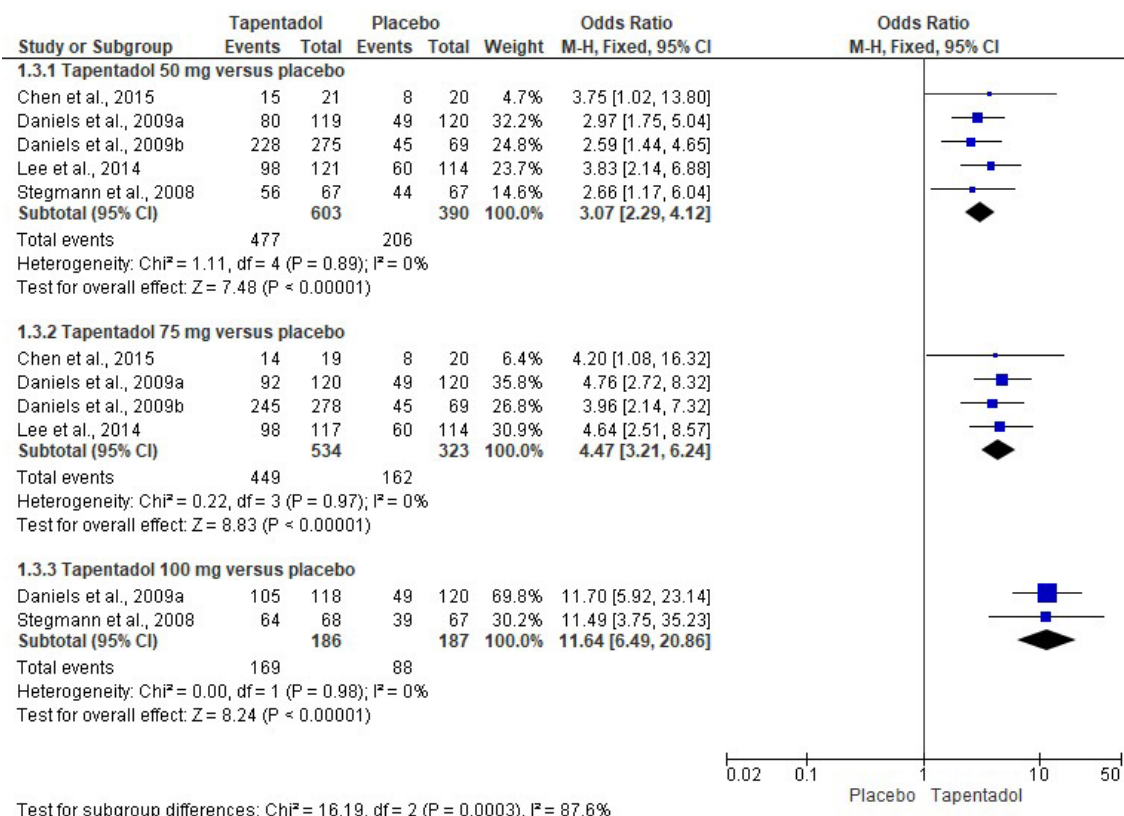 Tapentadol Placebo Odds Ratio Odds Ratio
Study or Subgroup Events Total Events Total Weight M-H, Fixed, 95% CI M-H, Fixed, 95% CI
1.3.1 Tapentadol 50 mg versus placebo
Chen et al., 2015 15 21 8 20 4.7% 3.75 [1.02, 13.80]
Daniels et al., 2009a 80 119 49 120 32.2% 2.97 [1.75, 5.04]
Daniels et al., 2009b 228 275 45 69 24.8% 2.59 [1.44, 4.65]
Lee et al., 2014 98 121 60 114 23.7% 3.83 [2.14, 6.88]
Stegmann et al., 2008 56 67 44 67 14.6% 2.66 [1.17, 6.04]
Subtotal (95% CI) 603 390 100.0% 3.07 [2.29, 4.12]
Total events 477 206
Heterogeneity: Chi² = 1.11, df = 4 (P = 0.89); I² = 0%
Test for overall effect: Z = 7.48 (P < 0.00001)
1.3.2 Tapentadol 75 mg versus placebo
Chen et al., 2015 14 19 8 20 6.4% 4.20 [1.08, 16.32]
Daniels et al., 2009a 92 120 49 120 35.8% 4.76 [2.72, 8.32]
Daniels et al., 2009b 245 278 45 69 26.8% 3.96 [2.14, 7.32]
Lee et al., 2014 98 117 60 114 30.9% 4.64 [2.51, 8.57]
Subtotal (95% CI) 534 323 100.0% 4.47 [3.21, 6.24]
Total events 449 162
Heterogeneity: Chi² = 0.22, df = 3 (P = 0.97); I² = 0%
Test for overall effect: Z = 8.83 (P < 0.00001)
1.3.3 Tapentadol 100 mg versus placebo
Daniels et al., 2009a 105 118 49 120 69.8% 11.70 [5.92, 23.14]
Stegmann et al., 2008 64 68 39 67 30.2% 11.49 [3.75, 35.23]
Subtotal (95% CI) 186 187 100.0% 11.64 [6.49, 20.86]
Total events 169 88
Heterogeneity: Chi² = 0.00, df = 1 (P = 0.98); I² = 0%
Test for overall effect: Z = 8.24 (P < 0.00001)
0.02 0.1 1 10 50
Placebo Tapentadol
Test for subgroup differences: Chi² = 16.19, df = 2 (P = 0.0003), I² = 87.6%